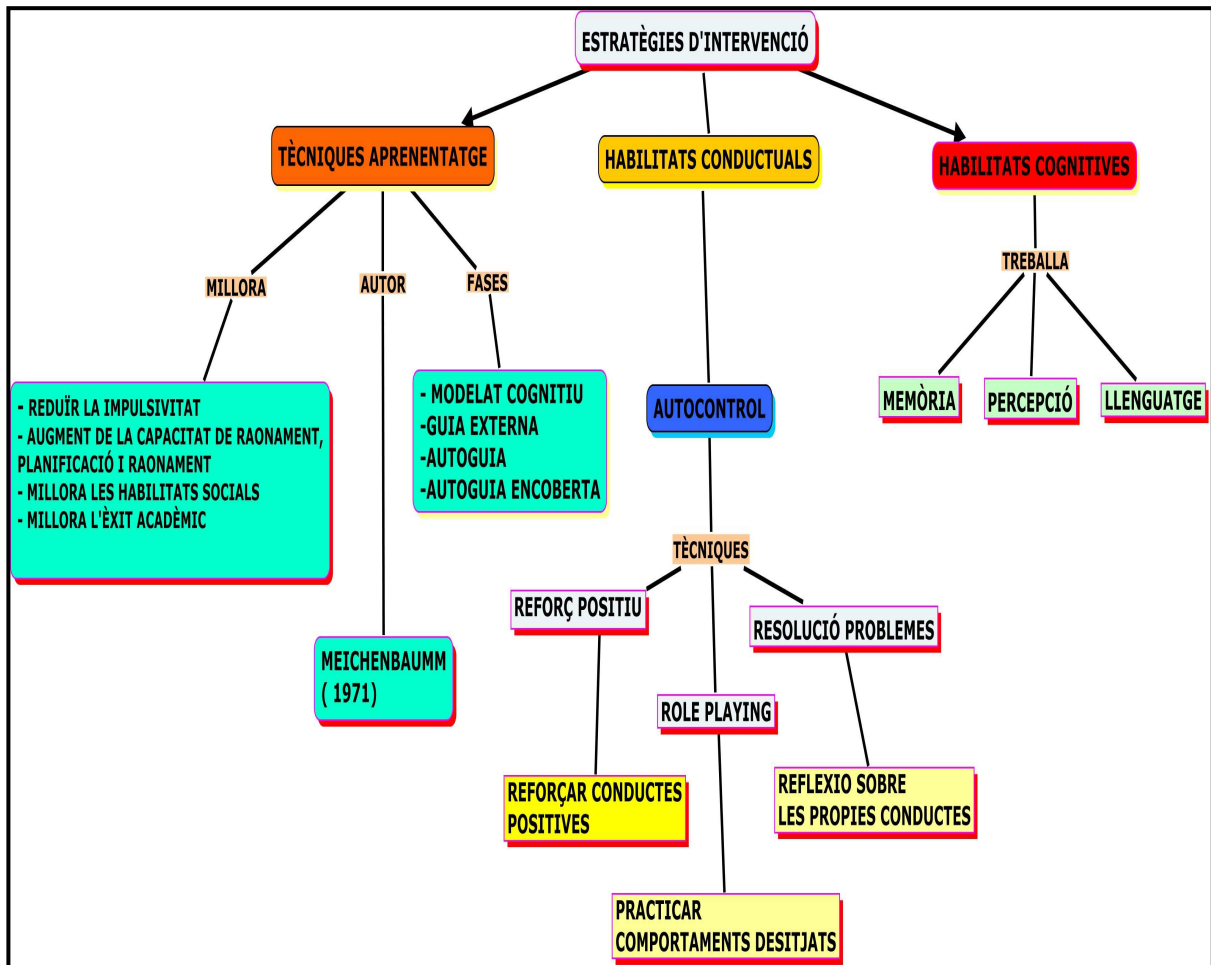 ESTRATÈGIES D'INTERVENCIÓ
TÈCNIQUES APRENENTATGE
HABILITATS CONDUCTUALS
HABILITATS COGNITIVES
MILLORA
AUTOR
FASES
TREBALLA
- REDUÏR LA IMPULSIVITAT
- AUGMENT DE LA CAPACITAT DE RAONAMENT,
PLANIFICACIÓ I RAONAMENT
- MILLORA LES HABILITATS SOCIALS
- MILLORA L'ÈXIT ACADÈMIC
- MODELAT COGNITIU
-GUIA EXTERNA
-AUTOGUIA
-AUTOGUIA ENCOBERTA
AUTOCONTROL
MEMÒRIA
PERCEPCIÓ
LLENGUATGE
TÈCNIQUES
REFORÇ POSITIU
RESOLUCIÓ PROBLEMES
MEICHENBAUMM
( 1971)
ROLE PLAYING
REFORÇAR CONDUCTES
POSITIVES
REFLEXIO SOBRE
LES PROPIES CONDUCTES
PRACTICAR
COMPORTAMENTS DESITJATS